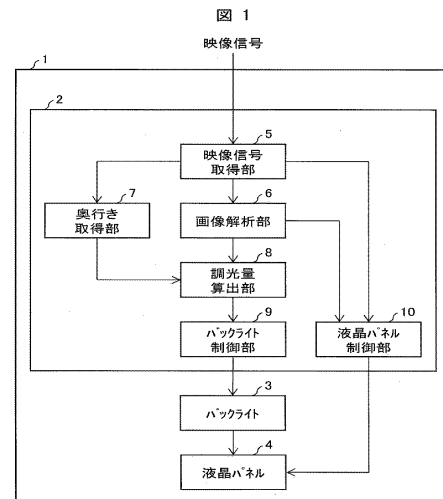 図 1
映像信号
1
2
5
映像信号
取得部
7
奥行き
取得部
6
画像解析部
8
調光量
算出部
9
バックライト
制御部
10
液晶パネル
制御部
3
バックライト
4
液晶パネル